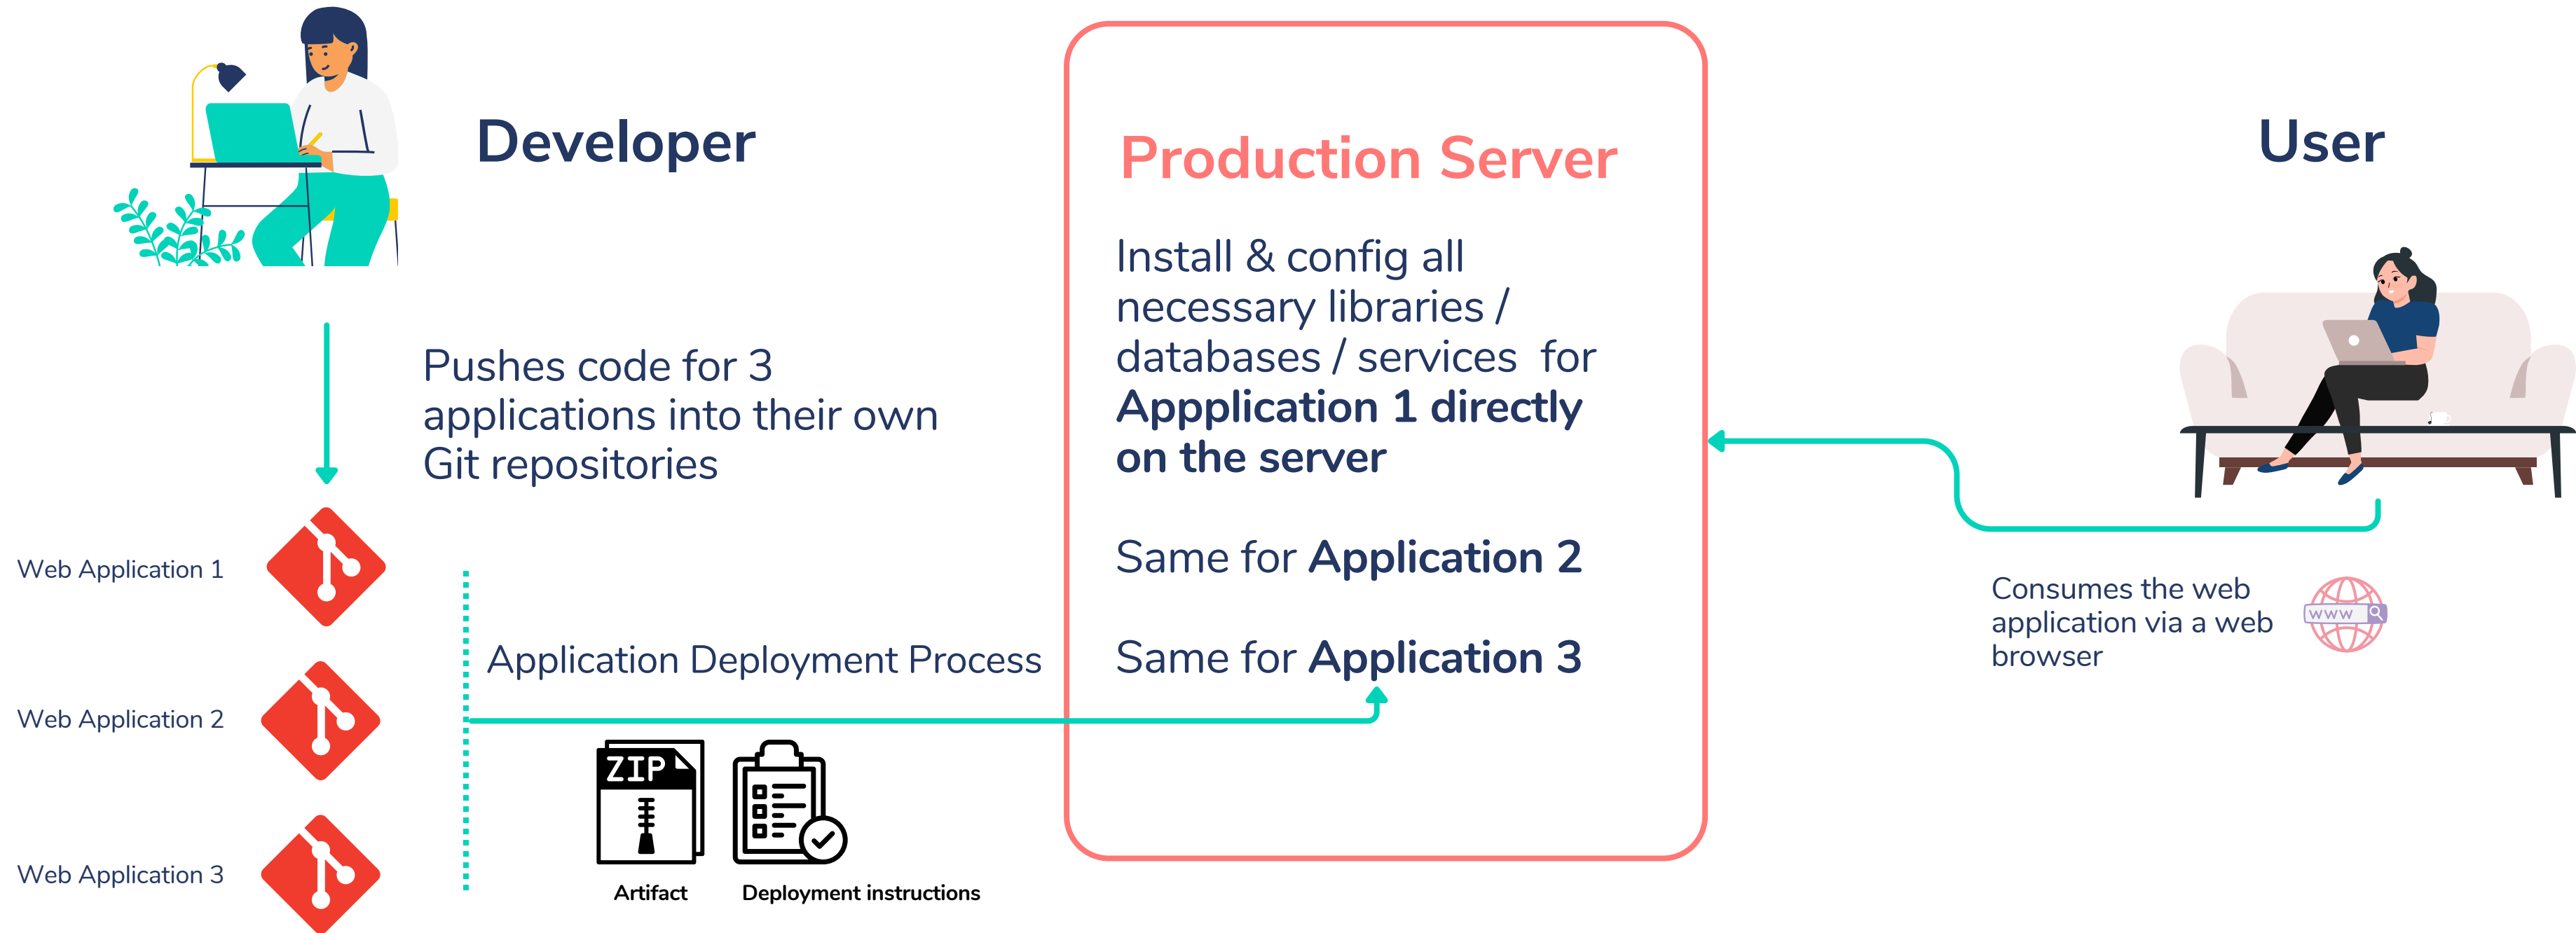 Developer
Pushes code for 3
applications into their own
Git repositories
Web Application 1
Web Application 2
Web Application 3
Application Deployment Process
ZIP
Artifact
Deployment instructions
Production Server
Install & config all
necessary libraries /
databases / services for
Appplication 1 directly
on the server
Same for Application 2
Same for Application 3
User
Consumes the web
application via a web
browser
WWW